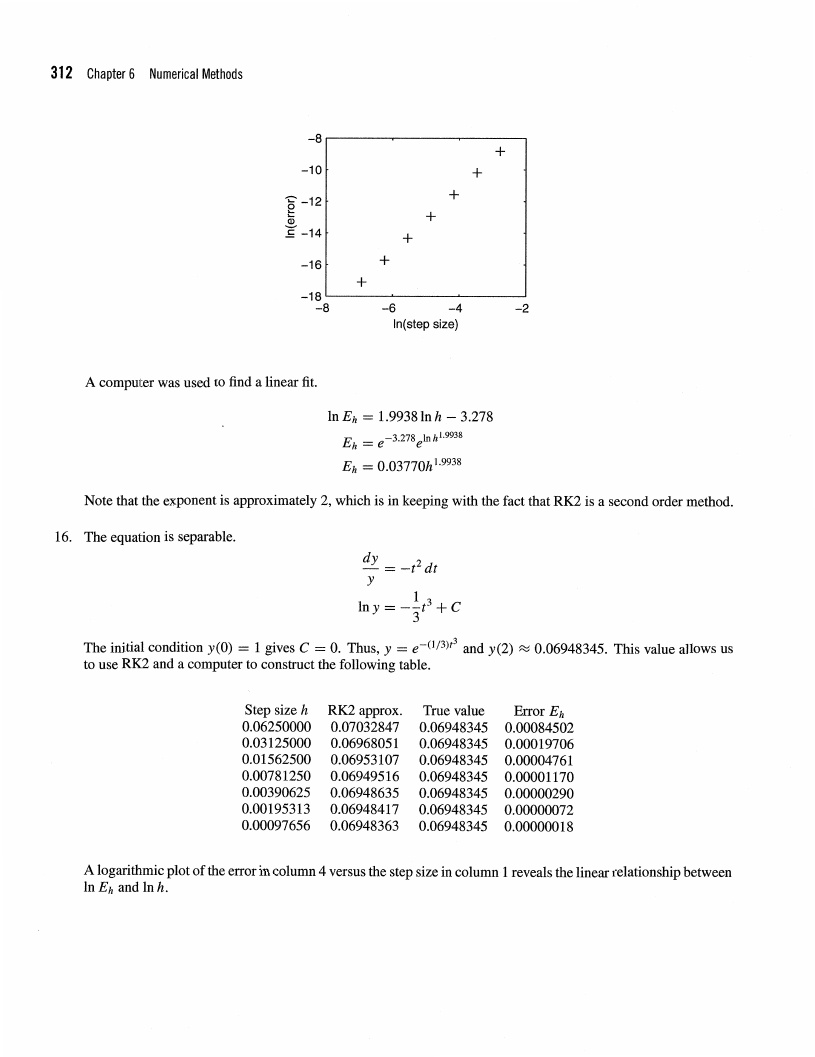 312 Chapter 6 Numerical Methods
-8
-10
-12
-14
-16
-18
ln(error)
-8 -6 -4 -2
ln(step size)
A computer was used to find a linear fit.
ln E_h = 1.9938 ln h − 3.278
E_h = e^{−3.278} e^{ln h^{1.9938}}
E_h = 0.03770h^{1.9938}
Note that the exponent is approximately 2, which is in keeping with the fact that RK2 is a second order method.
16. The equation is separable.
dy/y = −t² dt
ln y = −1/3 t³ + C
The initial condition y(0) = 1 gives C = 0. Thus, y = e^{−(1/3)t³} and y(2) ≈ 0.06948345. This value allows us
to use RK2 and a computer to construct the following table.
Step size h RK2 approx. True value Error E_h
0.06250000 0.07032847 0.06948345 0.00084502
0.03125000 0.06968051 0.06948345 0.00019706
0.01562500 0.06953107 0.06948345 0.00004761
0.00781250 0.06949516 0.06948345 0.00001170
0.00390625 0.06948635 0.06948345 0.00000290
0.00195313 0.06948417 0.06948345 0.00000072
0.00097656 0.06948363 0.06948345 0.00000018
A logarithmic plot of the error in column 4 versus the step size in column 1 reveals the linear relationship between
ln E_h and ln h.